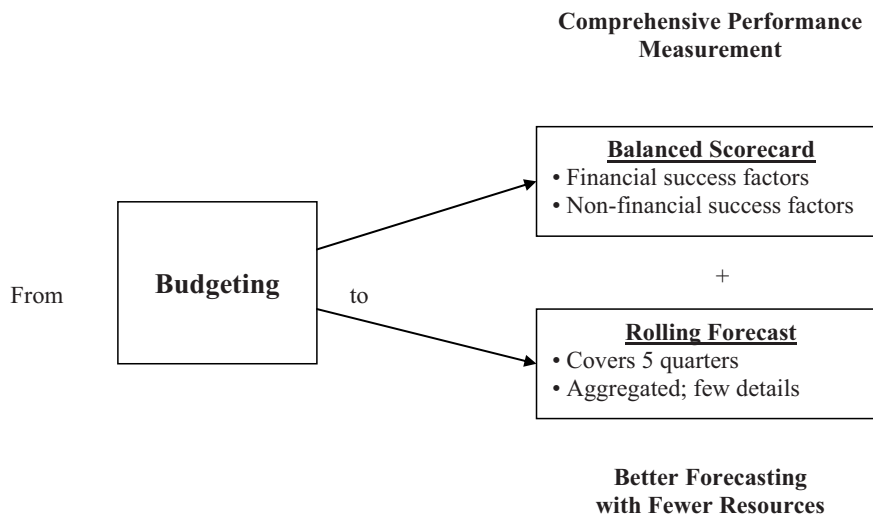 Comprehensive Performance
Measurement
Balanced Scorecard
• Financial success factors
• Non-financial success factors
From
Budgeting
to
+
Rolling Forecast
• Covers 5 quarters
• Aggregated; few details
Better Forecasting
with Fewer Resources